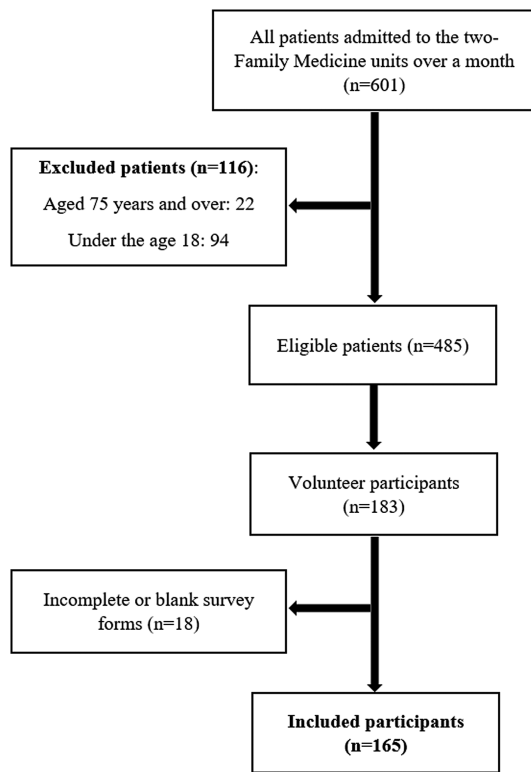 All patients admitted to the two-
Family Medicine units over a month
(n=601)
Excluded patients (n=116):
Aged 75 years and over: 22
Under the age 18: 94
Eligible patients (n=485)
Volunteer participants
(n=183)
Incomplete or blank survey
forms (n=18)
Included participants
(n=165)